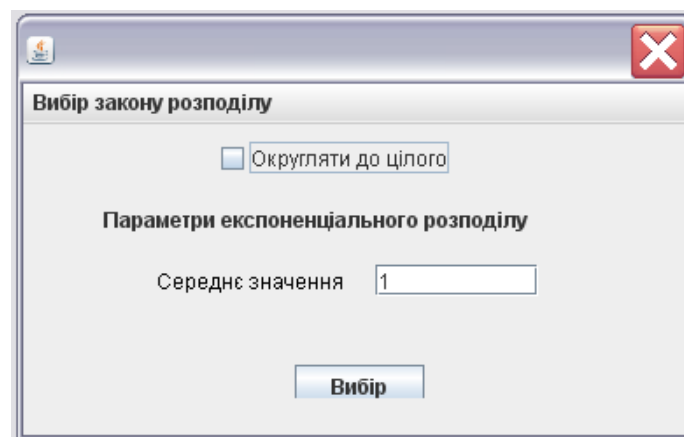 Вибір закону розподілу
Округляти до цілого
Параметри експоненціального розподілу
Середнє значення 1
Вибір